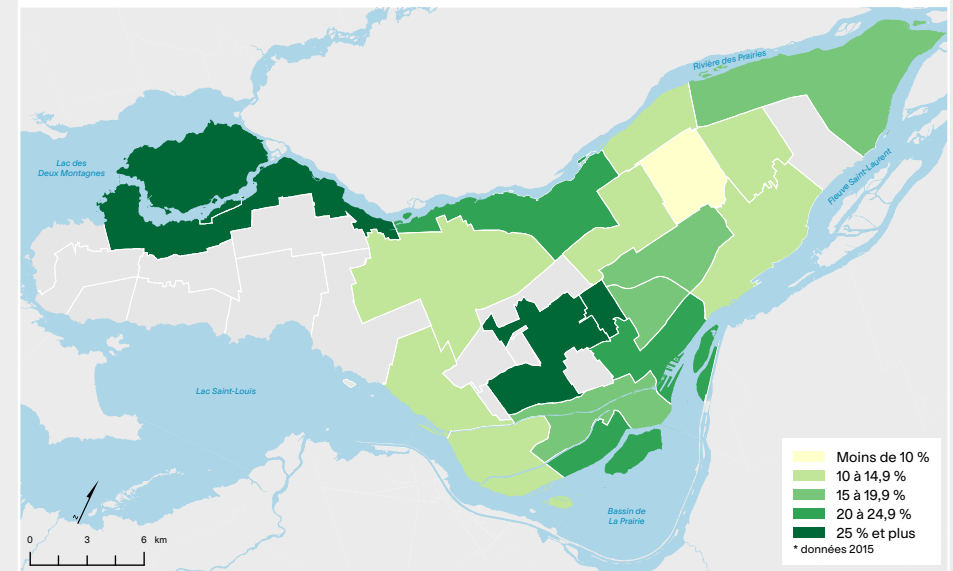 Rivière des Prairies
Lac des
Deux Montagnes
Fleuve Saint-Laurent
Lac Saint-Louis
Bassin de
La Prairie
N
0 3 6 km
Moins de 10 %
10 à 14,9 %
15 à 19,9 %
20 à 24,9 %
25 % et plus
* données 2015